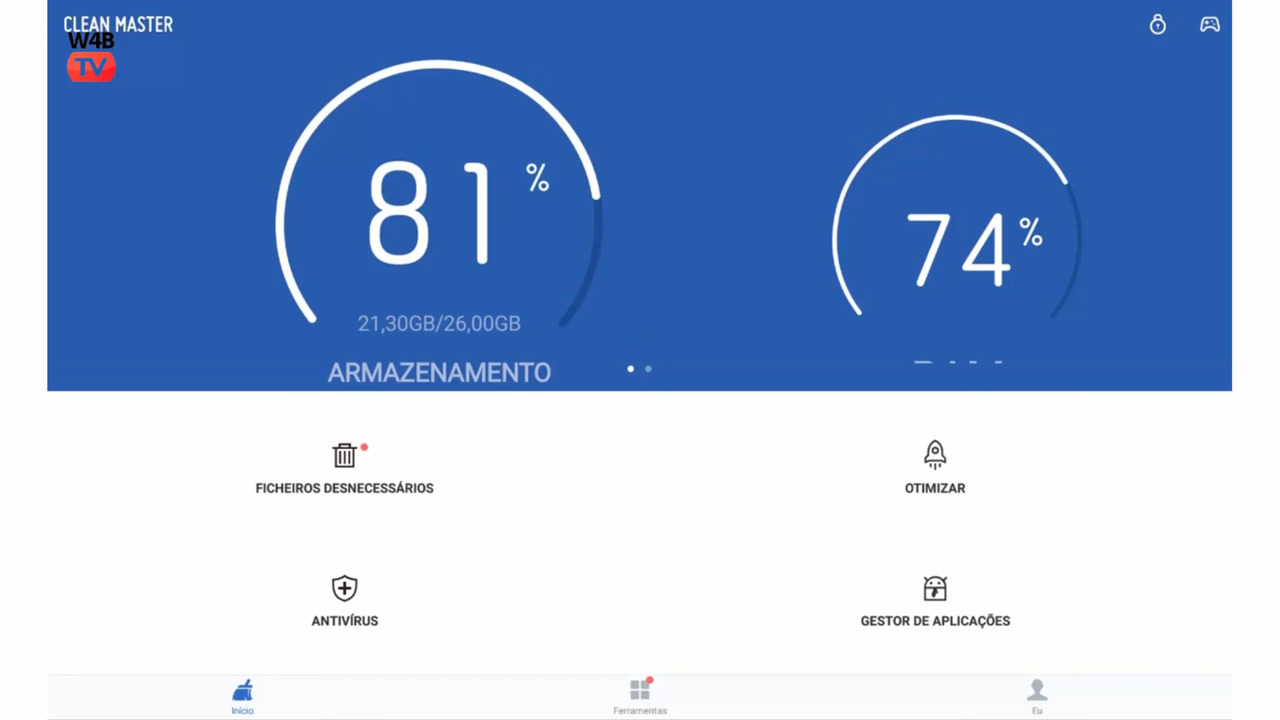 CLEAN MASTER
W4B
TV
81%
74%
21,30GB/26,00GB
ARMAZENAMENTO
FICHEIROS DESNECESSÁRIOS
OTIMIZAR
ANTIVÍRUS
GESTOR DE APLICAÇÕES
Início
Ferramentas
Eu